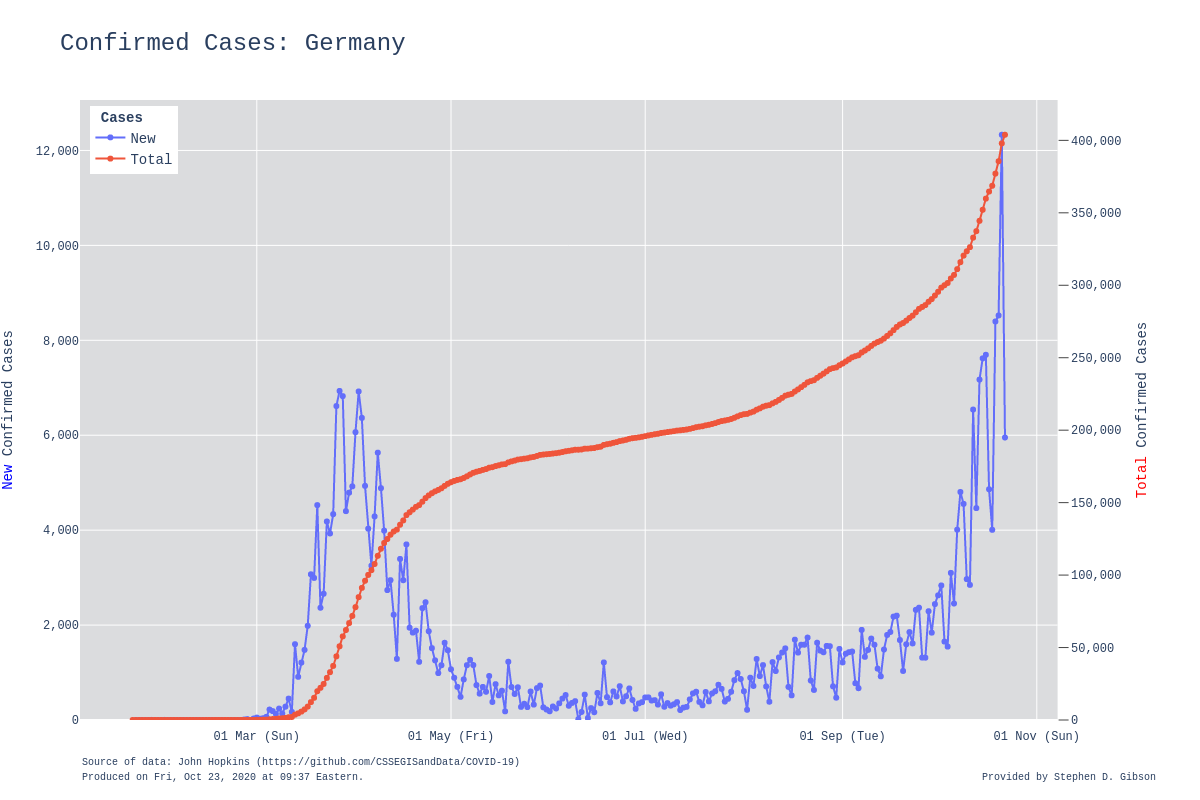 Confirmed Cases: Germany
Cases
New
Total
12,000
10,000
8,000
6,000
4,000
2,000
0
New Confirmed Cases
400,000
350,000
300,000
250,000
200,000
150,000
100,000
50,000
0
Total Confirmed Cases
01 Mar (Sun) 01 May (Fri) 01 Jul (Wed) 01 Sep (Tue) 01 Nov (Sun)
Source of data: John Hopkins (https://github.com/CSSEGISandData/COVID-19)
Produced on Fri, Oct 23, 2020 at 09:37 Eastern.
Provided by Stephen D. Gibson